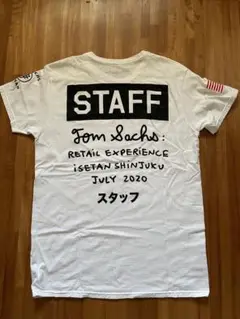 STAFF
Tom Sachs:
RETAIL EXPERIENCE
iSETAN SHiNJUKU
JULY 2020
スタッフ